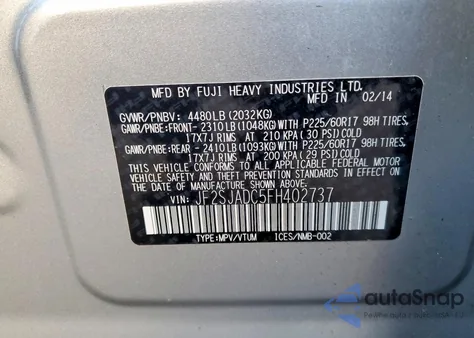 MFD BY FUJI HEAVY INDUSTRIES LTD.
IN 02/14
GVWR/PNBV: 4480LB (2032KG)
GAWR/PNBE:FRONT- 2310LB (1048KG) WITH P225/60R17 98H TIRES,
17X7J RIMS, AT 210 KPA (30 PSI) COLD
GAWR/PNBE:REAR - 2410LB (1093KG) WITH P225/60R17 98H TIRES,
17X7J RIMS, AT 200 KPA (29 PSI) COLD
THIS VEHICLE CONFORMS TO ALL APPLICABLE FEDERAL MOTOR
VEHICLE SAFETY, BUMPER, AND THEFT PREVENTION STANDARDS
IN EFFECT ON THE DATE OF MANUFACTURE SHOWN ABOVE.
VIN: JF2SJADC5FH402737
TYPE:MPV/VTUM ICES/NMB-002
autoSnap